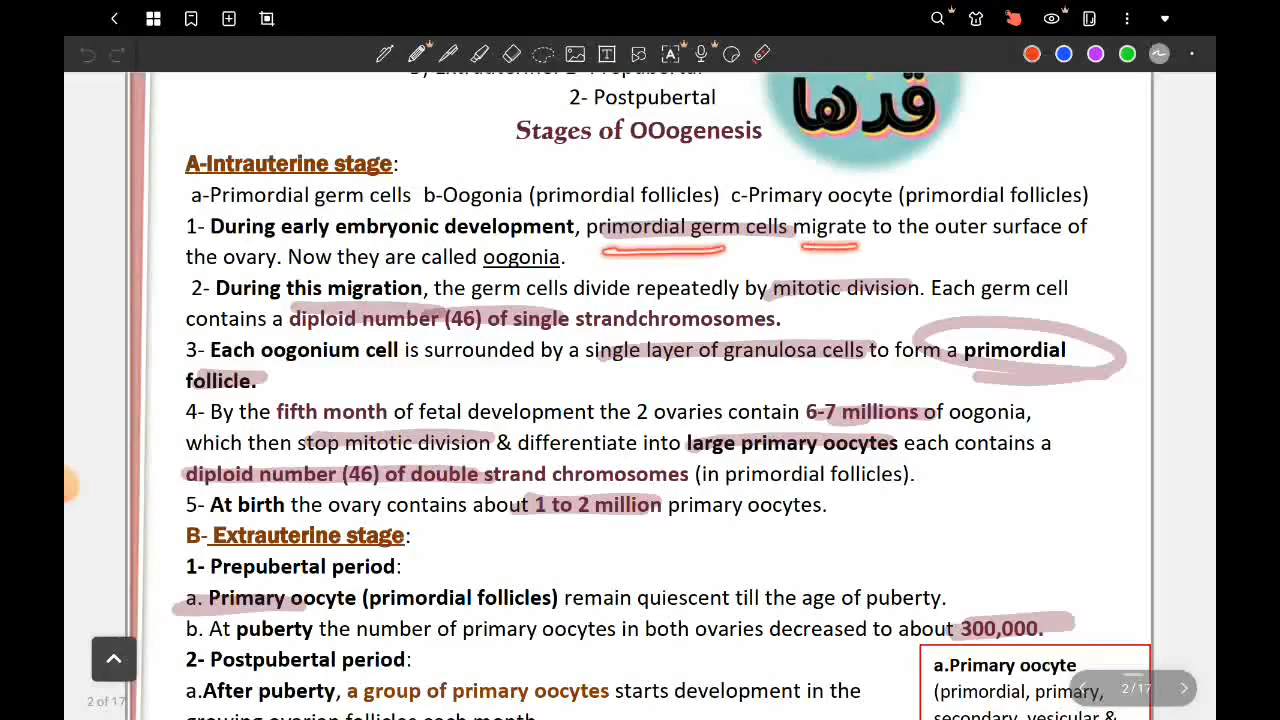 2- Postpubertal
قدها
Stages of OOogenesis
A-Intrauterine stage:
a-Primordial germ cells b-Oogonia (primordial follicles) c-Primary oocyte (primordial follicles)
1- During early embryonic development, primordial germ cells migrate to the outer surface of
the ovary. Now they are called oogonia.
2- During this migration, the germ cells divide repeatedly by mitotic division. Each germ cell
contains a diploid number (46) of single strandchromosomes.
3- Each oogonium cell is surrounded by a single layer of granulosa cells to form a primordial
follicle.
4- By the fifth month of fetal development the 2 ovaries contain 6-7 millions of oogonia,
which then stop mitotic division & differentiate into large primary oocytes each contains a
diploid number (46) of double strand chromosomes (in primordial follicles).
5- At birth the ovary contains about 1 to 2 million primary oocytes.
B- Extrauterine stage:
1- Prepubertal period:
a. Primary oocyte (primordial follicles) remain quiescent till the age of puberty.
b. At puberty the number of primary oocytes in both ovaries decreased to about 300,000.
2- Postpubertal period:
a.After puberty, a group of primary oocytes starts development in the
growing ovarian follicles each month.
a.Primary oocyte
(primordial, primary,
secondary, vesicular &
2 of 17
2/17